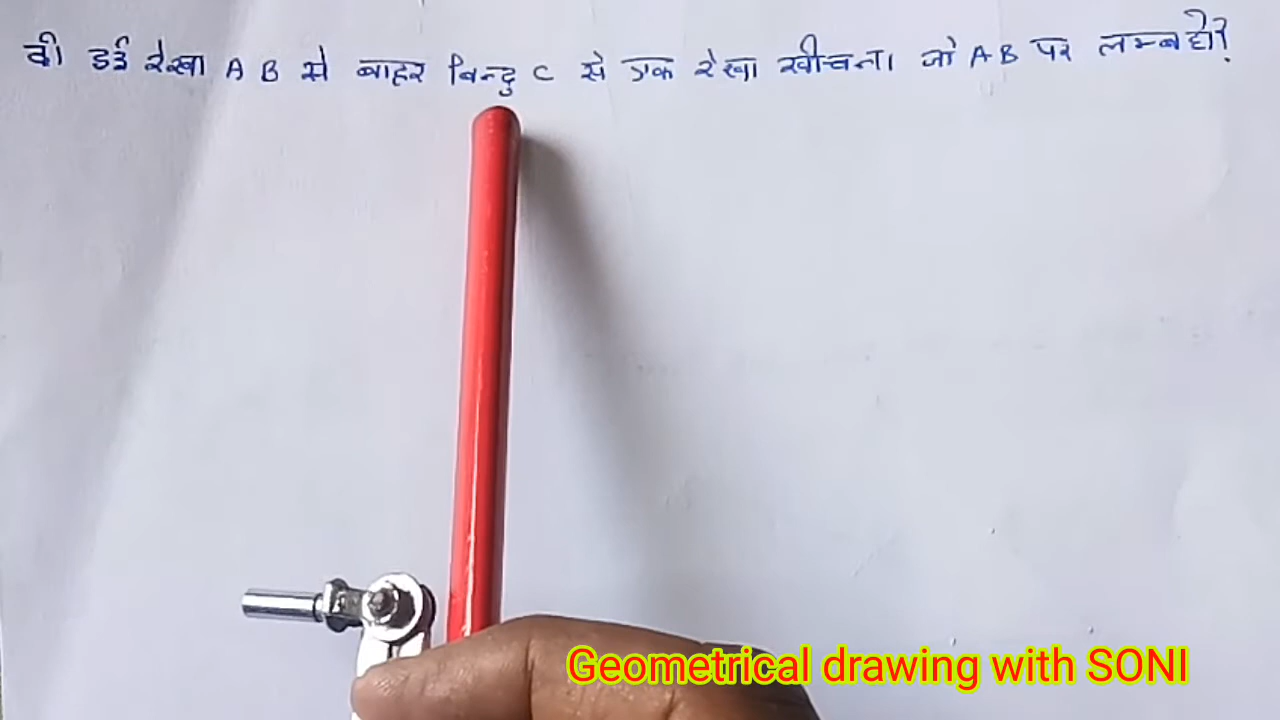 दी हुई रेखा A B से बाहर बिन्दु C से एक रेखा खीचना। जो A B पर लम्ब हो?
Geometrical drawing with SONI